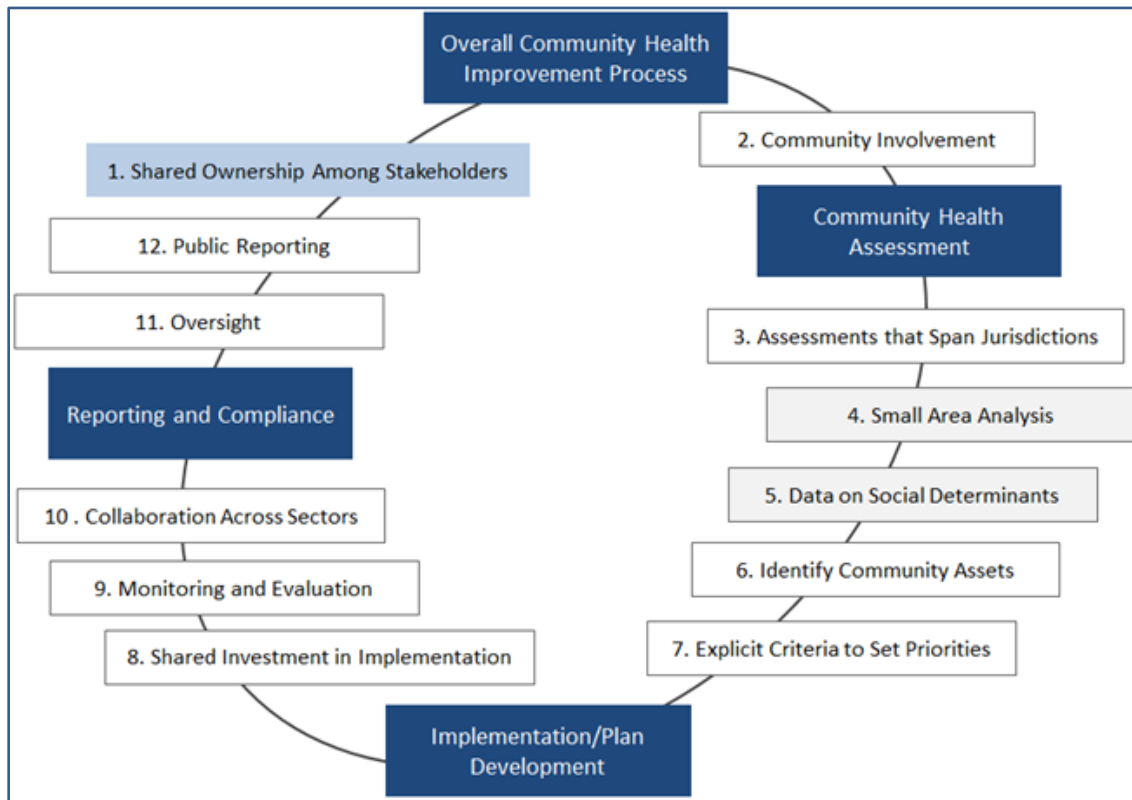 Overall Community Health
Improvement Process
1. Shared Ownership Among Stakeholders
2. Community Involvement
Community Health
Assessment
3. Assessments that Span Jurisdictions
4. Small Area Analysis
5. Data on Social Determinants
6. Identify Community Assets
7. Explicit Criteria to Set Priorities
Implementation/Plan
Development
8. Shared Investment in Implementation
9. Monitoring and Evaluation
10 . Collaboration Across Sectors
Reporting and Compliance
11. Oversight
12. Public Reporting